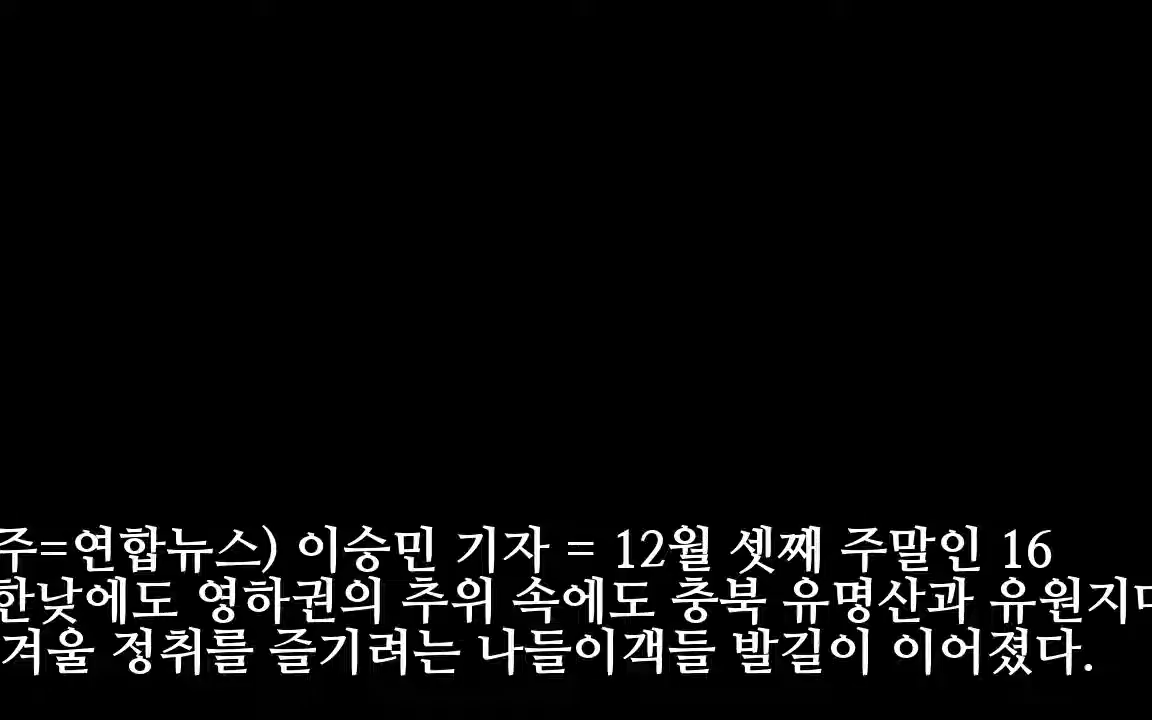 주=연합뉴스) 이승민 기자 = 12월 셋째 주말인 16
한낮에도 영하권의 추위 속에도 충북 유명산과 유원지
겨울 정취를 즐기려는 나들이객들 발길이 이어졌다.